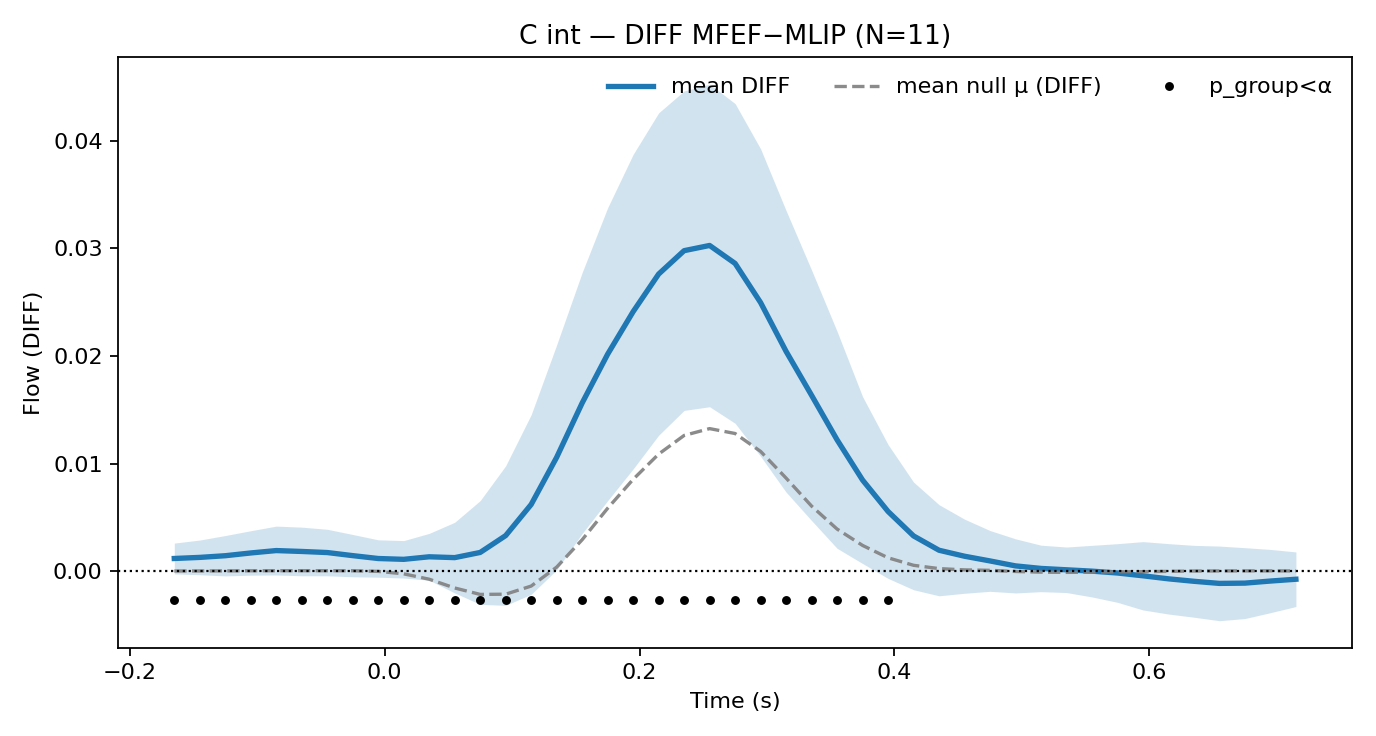 C int — DIFF MFEF−MLIP (N=11)
mean DIFF
mean null μ (DIFF)
p_group<α
Flow (DIFF)
0.04
0.03
0.02
0.01
0.00
−0.2
0.0
0.2
0.4
0.6
Time (s)